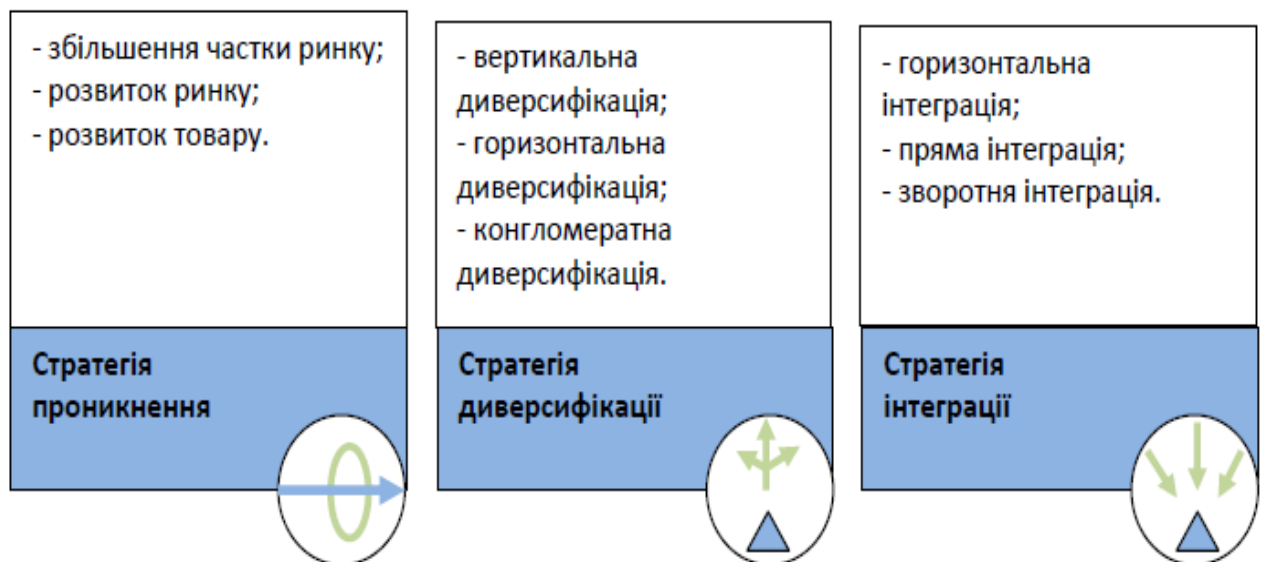 - збільшення частки ринку;
- розвиток ринку;
- розвиток товару.
Стратегія
проникнення
- вертикальна
диверсифікація;
- горизонтальна
диверсифікація;
- конгломератна
диверсифікація.
Стратегія
диверсифікації
- горизонтальна
інтеграція;
- пряма інтеграція;
- зворотня інтеграція.
Стратегія
інтеграції